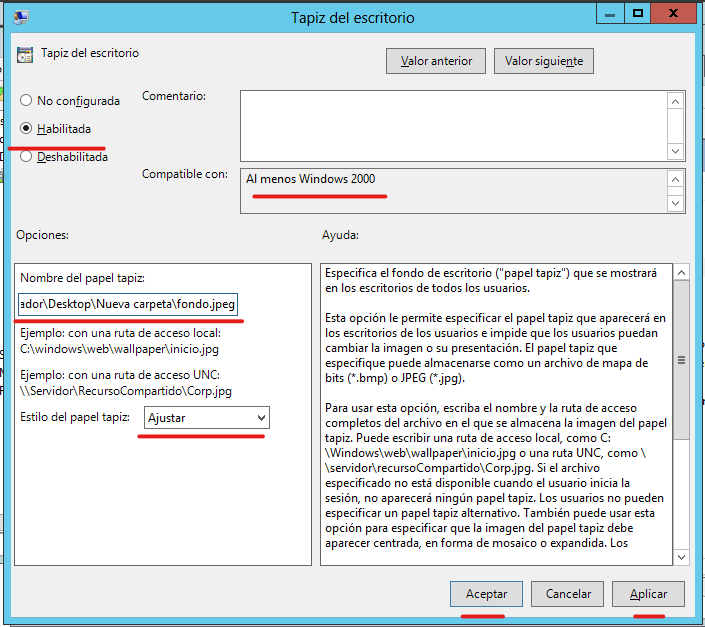 Tapiz del escritorio
Tapiz del escritorio
Valor anterior
Valor siguiente
No configurada
Habilitada
Deshabilitada
Comentario:
Compatible con:
Al menos Windows 2000
Opciones:
Ayuda:
Nombre del papel tapiz:
ador\Desktop\Nueva carpeta\fondo.jpeg
Ejemplo: con una ruta de acceso local:
C:\windows\web\wallpaper\inicio.jpg
Ejemplo: con una ruta de acceso UNC:
\\Servidor\RecursoCompartido\Corp.jpg
Estilo del papel tapiz:
Ajustar
Especifica el fondo de escritorio ("papel tapiz") que se mostrará
en los escritorios de todos los usuarios.
Esta opción le permite especificar el papel tapiz que aparecerá en
los escritorios de los usuarios e impide que los usuarios puedan
cambiar la imagen o su presentación. El papel tapiz que
especifique puede almacenarse como un archivo de mapa de
bits (*.bmp) o JPEG (*.jpg).
Para usar esta opción, escriba el nombre y la ruta de acceso
completos del archivo en el que se almacena la imagen del papel
tapiz. Puede escribir una ruta de acceso local, como C:
\Windows\web\wallpaper\inicio.jpg o una ruta UNC, como \
\servidor\recursoCompartido\Corp.jpg. Si el archivo
especificado no está disponible cuando el usuario inicia la
sesión, no aparecerá ningún papel tapiz. Los usuarios no pueden
especificar un papel tapiz alternativo. También puede usar esta
opción para especificar que la imagen del papel tapiz debe
aparecer centrada, en forma de mosaico o expandida. Los
Aceptar
Cancelar
Aplicar